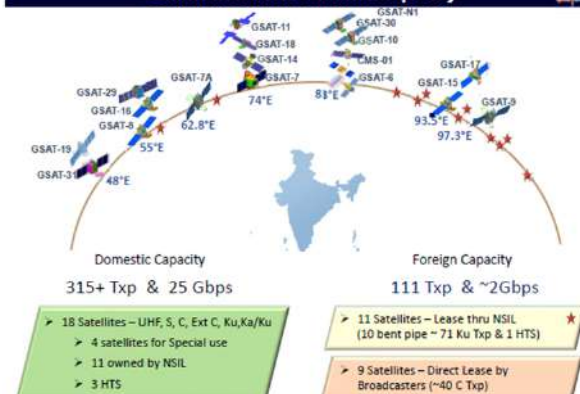 GSAT-N1
GSAT-11
GSAT-30
GSAT-18
GSAT-10
GSAT-14
CMS-01
GSAT-17
GSAT-7A
GSAT-7
GSAT-6
GSAT-15
GSAT-29
74°E
81°E
GSAT-9
GSAT-16
62.8°E
93.5°E
GSAT-8
97.3°E
GSAT-19
55°E
GSAT-31
48°E
Domestic Capacity
Foreign Capacity
315+ Txp & 25 Gbps
111 Txp & ~2Gbps
18 Satellites – UHF, S, C, Ext C, Ku,Ka/Ku
4 satellites for Special use
11 owned by NSIL
3 HTS
11 Satellites – Lease thru NSIL
(10 bent pipe ~ 71 Ku Txp & 1 HTS)
9 Satellites – Direct Lease by
Broadcasters (~40 C Txp)